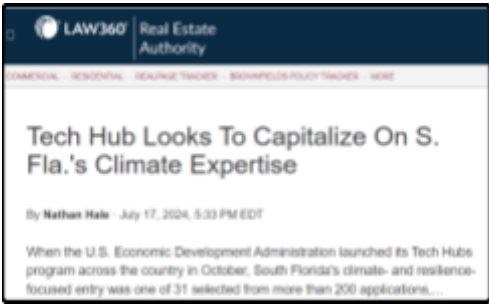 LAW360 Real Estate
Authority
COMMERCIAL RESIDENTIAL REALPAGE TRACKER BROWNFIELDS POLICY TRACKER MORE
Tech Hub Looks To Capitalize On S.
Fla.'s Climate Expertise
By Nathan Hale · July 17, 2024, 5:33 PM EDT
When the U.S. Economic Development Administration launched its Tech Hubs
program across the country in October, South Florida's climate- and resilience-
focused entry was one of 31 selected from more than 200 applications,...